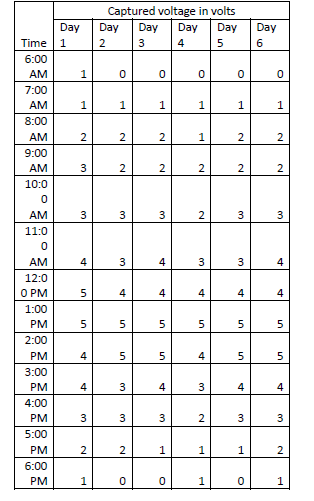 Captured voltage in volts
Time Day 1 Day 2 Day 3 Day 4 Day 5 Day 6
6:00 AM 1 0 0 0 0 0
7:00 AM 1 1 1 1 1 1
8:00 AM 2 2 2 1 2 2
9:00 AM 3 2 2 2 2 2
10:00 AM 3 3 3 2 3 3
11:00 AM 4 3 4 3 3 4
12:00 PM 5 4 4 4 4 4
1:00 PM 5 5 5 5 5 5
2:00 PM 4 5 5 4 5 5
3:00 PM 4 3 4 3 4 4
4:00 PM 3 3 3 2 3 3
5:00 PM 2 2 1 1 1 2
6:00 PM 1 0 0 1 0 1